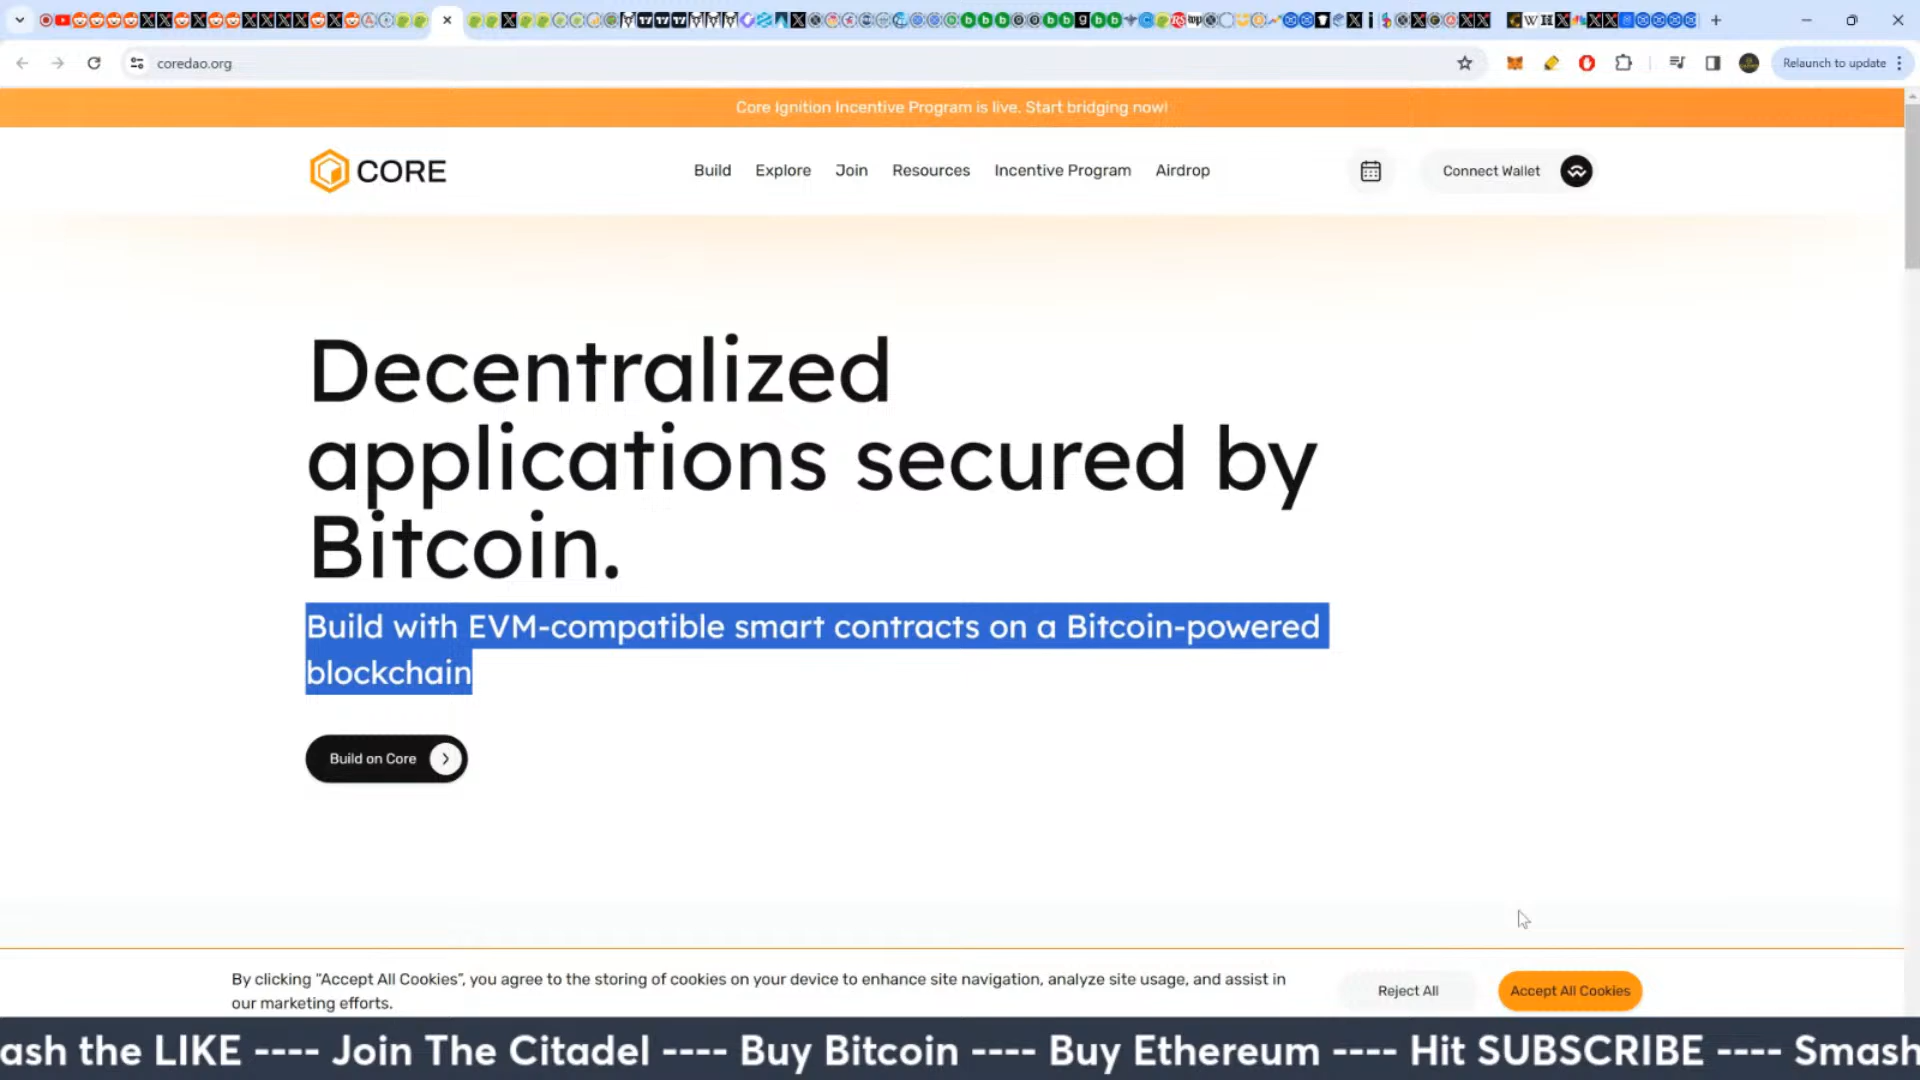 coredao.org
Relaunch to update
Core Ignition Incentive Program is live. Start bridging now!
CORE
Build
Explore
Join
Resources
Incentive Program
Airdrop
Connect Wallet
Decentralized
applications secured by
Bitcoin.
Build with EVM-compatible smart contracts on a Bitcoin-powered
blockchain
Build on Core
By clicking “Accept All Cookies”, you agree to the storing of cookies on your device to enhance site navigation, analyze site usage, and assist in
our marketing efforts.
Reject All
Accept All Cookies
ash the LIKE ---- Join The Citadel ---- Buy Bitcoin ---- Buy Ethereum ---- Hit SUBSCRIBE ---- Smash